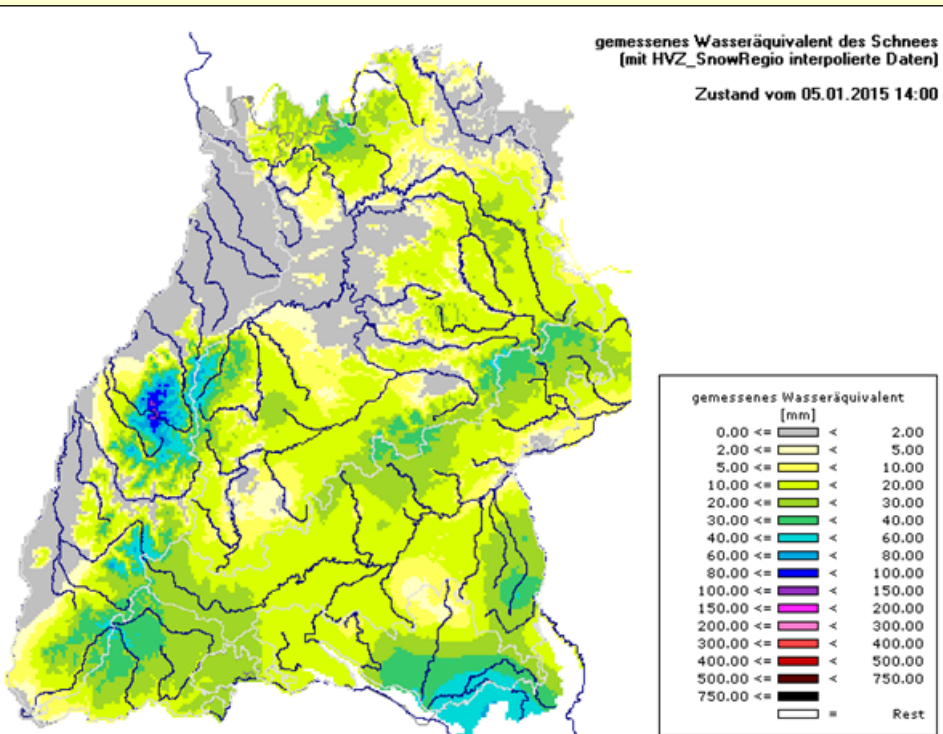 gemessenes Wasseräquivalent des Schnees
(mit HVZ_SnowRegio interpolierte Daten)
Zustand vom 05.01.2015 14:00
gemessenes Wasseräquivalent
[mm]
0.00 <= < 2.00
2.00 <= < 5.00
5.00 <= < 10.00
10.00 <= < 20.00
20.00 <= < 30.00
30.00 <= < 40.00
40.00 <= < 60.00
60.00 <= < 80.00
80.00 <= < 100.00
100.00 <= < 150.00
150.00 <= < 200.00
200.00 <= < 300.00
300.00 <= < 400.00
400.00 <= < 500.00
500.00 <= < 750.00
750.00 <=
= Rest